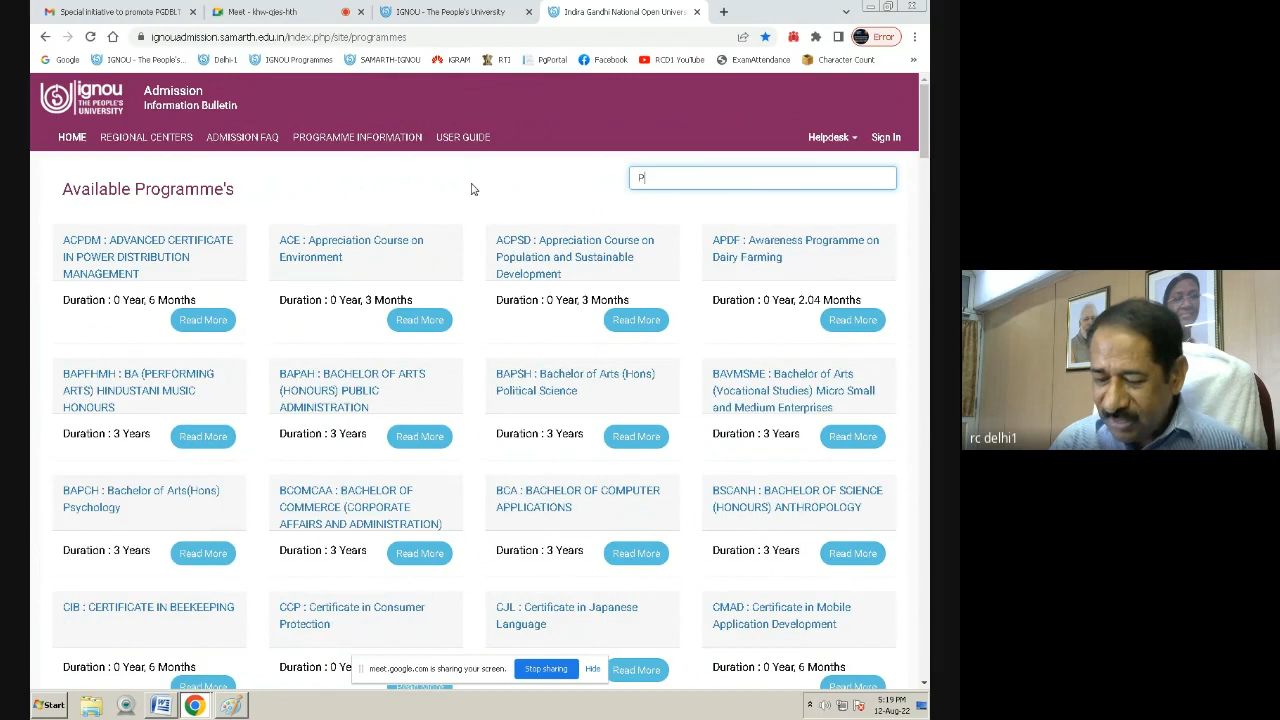 Special initiative to promote PGDBLT
Meet - khw-qjes-hth
IGNOU - The People's University
Indira Gandhi National Open Univers
gnouadmission.samarth.edu.in/index.php/site/programmes
Error
Google
IGNOU - The People's...
Delhi-1
IGNOU Programmes
SAMARTH-IGNOU
iGRAM
RTI
PgPortal
Facebook
RCD1 YouTube
ExamAttendance
Character Count
»
ignou
THE PEOPLE'S
UNIVERSITY
Admission
Information Bulletin
HOME
REGIONAL CENTERS
ADMISSION FAQ
PROGRAMME INFORMATION
USER GUIDE
Helpdesk
Sign In
Available Programme's
P
ACPDM : ADVANCED CERTIFICATE
IN POWER DISTRIBUTION
MANAGEMENT
Duration : 0 Year, 6 Months
Read More
ACE : Appreciation Course on
Environment
Duration : 0 Year, 3 Months
Read More
ACPSD : Appreciation Course on
Population and Sustainable
Development
Duration : 0 Year, 3 Months
Read More
APDF : Awareness Programme on
Dairy Farming
Duration : 0 Year, 2.04 Months
Read More
BAPFHMH : BA (PERFORMING
ARTS) HINDUSTANI MUSIC
HONOURS
Duration : 3 Years
Read More
BAPAH : BACHELOR OF ARTS
(HONOURS) PUBLIC
ADMINISTRATION
Duration : 3 Years
Read More
BAPSH : Bachelor of Arts (Hons)
Political Science
Duration : 3 Years
Read More
BAVMSME : Bachelor of Arts
(Vocational Studies) Micro Small
and Medium Enterprises
Duration : 3 Years
Read More
BAPCH : Bachelor of Arts(Hons)
Psychology
Duration : 3 Years
Read More
BCOMCAA : BACHELOR OF
COMMERCE (CORPORATE
AFFAIRS AND ADMINISTRATION)
Duration : 3 Years
Read More
BCA : BACHELOR OF COMPUTER
APPLICATIONS
Duration : 3 Years
Read More
BSCANH : BACHELOR OF SCIENCE
(HONOURS) ANTHROPOLOGY
Duration : 3 Years
Read More
CIB : CERTIFICATE IN BEEKEEPING
Duration : 0 Year, 6 Months
Read More
CCP : Certificate in Consumer
Protection
Duration : 0 Ye
Read More
CJL : Certificate in Japanese
Language
Read More
CMAD : Certificate in Mobile
Application Development
Duration : 0 Year, 6 Months
Read More
meet.google.com is sharing your screen.
Stop sharing
Hide
Start
5:19 PM
12-Aug-22
rc delhi1